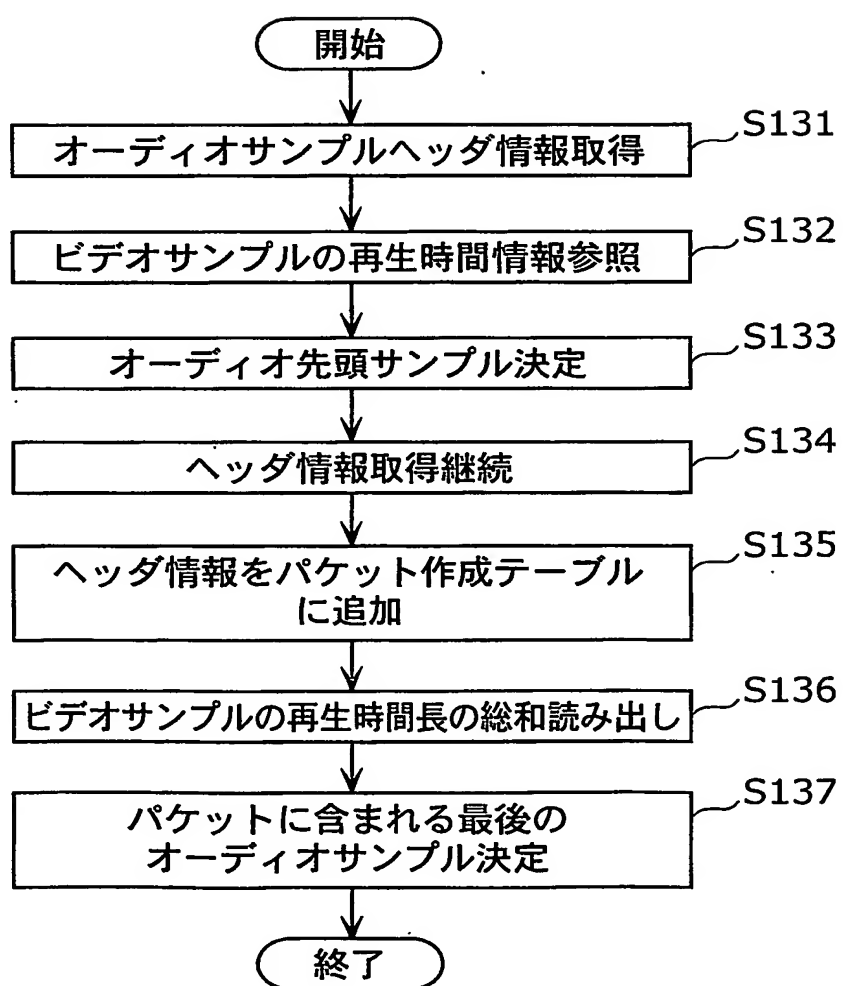 開始
オーディオサンプルヘッダ情報取得
S131
ビデオサンプルの再生時間情報参照
S132
オーディオ先頭サンプル決定
S133
ヘッダ情報取得継続
S134
ヘッダ情報をパケット作成テーブル
に追加
S135
ビデオサンプルの再生時間長の総和読み出し
S136
パケットに含まれる最後の
オーディオサンプル決定
S137
終了